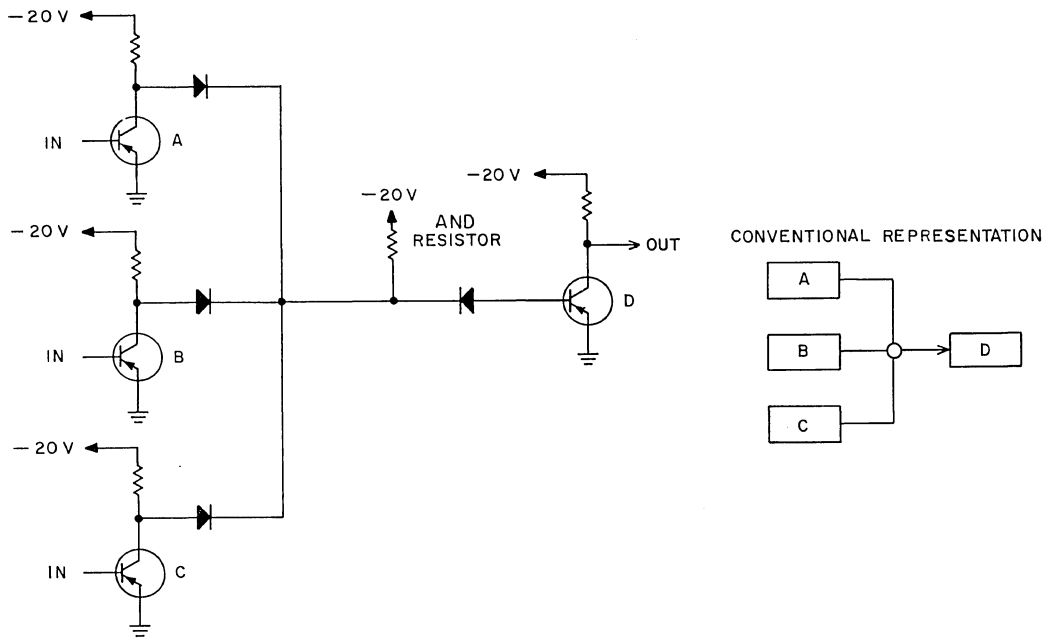 −20 V
IN
A
−20 V
IN
B
−20 V
IN
C
−20 V
AND
RESISTOR
−20 V
OUT
D
CONVENTIONAL REPRESENTATION
A
B
D
C